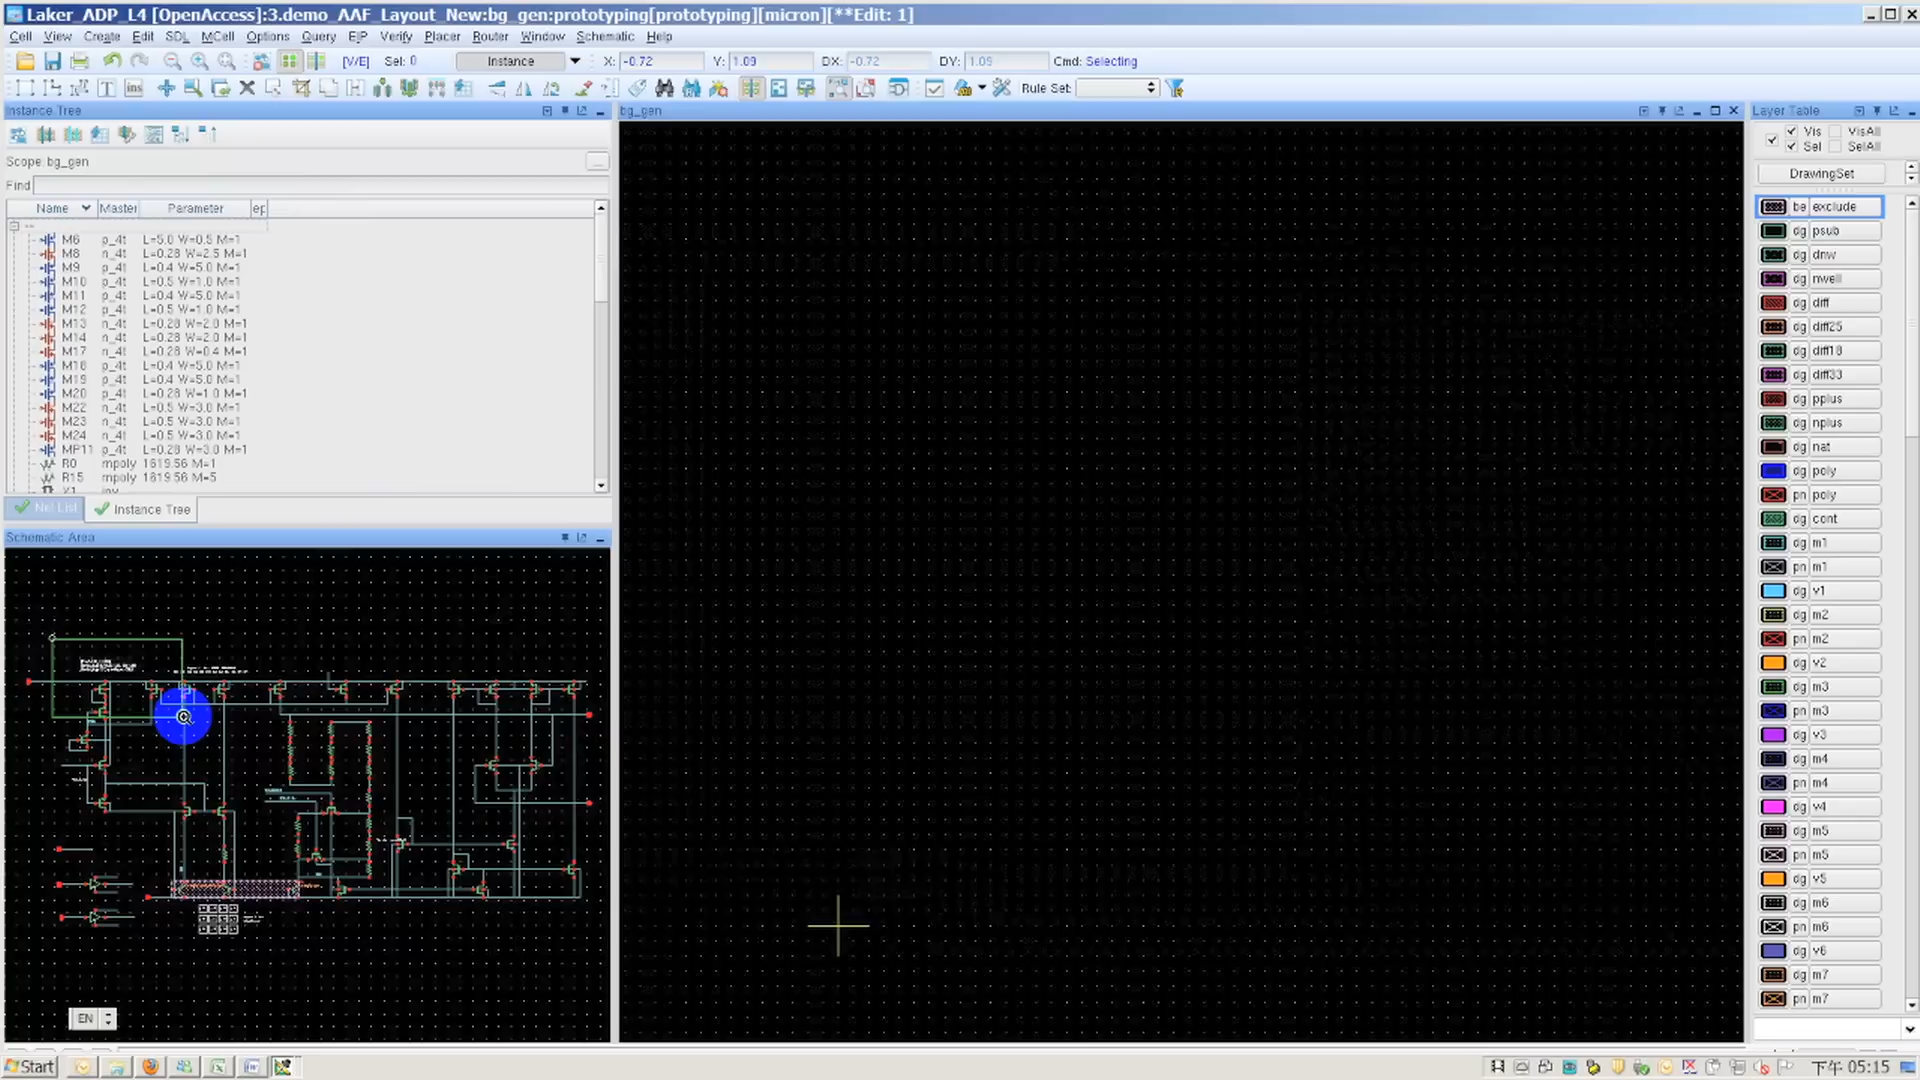 Laker_ADP_L4 [OpenAccess]:3.demo_AAF_Layout_New:bg_gen:prototyping[prototyping][micron][**Edit: 1]
Cell View Create Edit SDL MCell Options Query EIP Verify Placer Router Window Schematic Help
[V/E] Sel: 0 Instance X: -0.72 Y: 1.09 DX: -0.72 DY: 1.09 Cmd: Selecting
ins Rule Set:
Instance Tree
Scope: bg_gen
...
Find
Name Master Parameter ep
M6 p_4t L=5.0 W=0.5 M=1
M8 n_4t L=0.28 W=2.5 M=1
M9 p_4t L=0.4 W=5.0 M=1
M10 p_4t L=0.5 W=1.0 M=1
M11 p_4t L=0.4 W=5.0 M=1
M12 p_4t L=0.5 W=1.0 M=1
M13 n_4t L=0.28 W=2.0 M=1
M14 n_4t L=0.28 W=2.0 M=1
M17 n_4t L=0.28 W=0.4 M=1
M18 p_4t L=0.4 W=5.0 M=1
M19 p_4t L=0.4 W=5.0 M=1
M20 p_4t L=0.28 W=1.0 M=1
M22 n_4t L=0.5 W=3.0 M=1
M23 n_4t L=0.5 W=3.0 M=1
M24 n_4t L=0.5 W=3.0 M=1
MP11 p_4t L=0.28 W=3.0 M=1
R0 mpoly 1619.56 M=1
R15 mpoly 1619.56 M=5
Net List Instance Tree
Schematic Area
EN
bg_gen
Layer Table
Vis VisAll
Sel SelAll
DrawingSet
be exclude
dg psub
dg dnw
dg nwell
dg diff
dg diff25
dg diff18
dg diff33
dg pplus
dg nplus
dg nat
dg poly
pn poly
dg cont
dg m1
pn m1
dg v1
dg m2
pn m2
dg v2
dg m3
pn m3
dg v3
dg m4
pn m4
dg v4
dg m5
pn m5
dg v5
dg m6
pn m6
dg v6
dg m7
pn m7
Start
下午 05:15